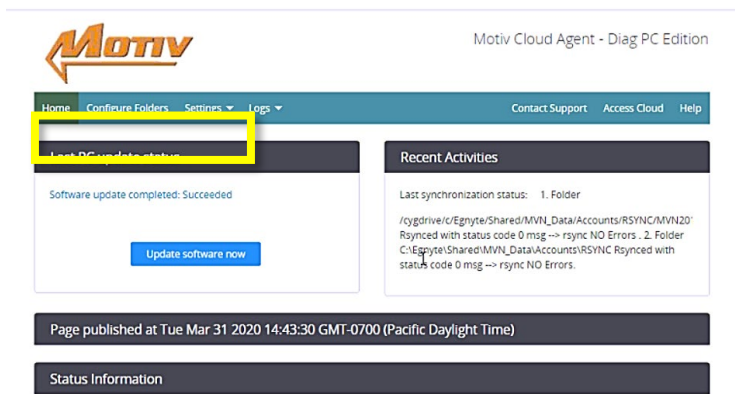 MOTIV
Motiv Cloud Agent - Diag PC Edition
Home Configure Folders Settings Logs Contact Support Access Cloud Help
Last PC update status
Software update completed: Succeeded
Update software now
Recent Activities
Last synchronization status: 1. Folder
/cygdrive/c/Egnyte/Shared/MVN_Data/Accounts/RSYNC/MVN20
Rsynced with status code 0 msg --> rsync NO Errors . 2. Folder
C:\Egnyte\Shared\MVN_Data\Accounts\RSYNC Rsynced with
status code 0 msg --> rsync NO Errors.
Page published at Tue Mar 31 2020 14:43:30 GMT-0700 (Pacific Daylight Time)
Status Information